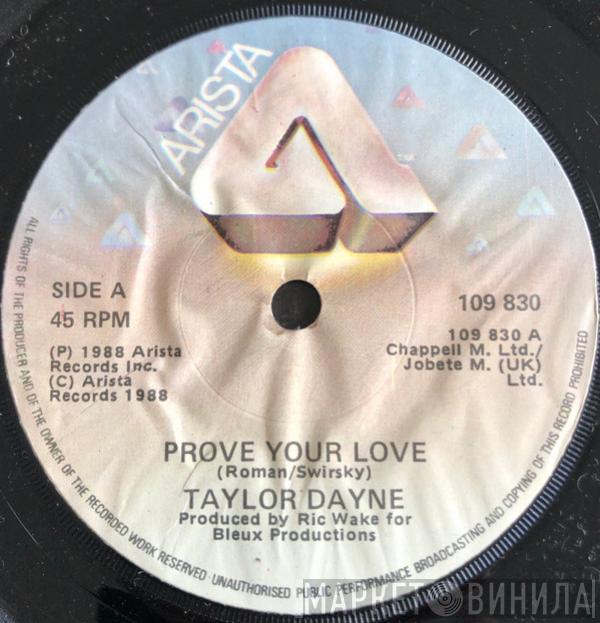 ARISTA
TM
SIDE A
45 RPM
(P) 1988 Arista
Records Inc.
(C) Arista
Records 1988
109 830
109 830 A
Chappell M. Ltd./
Jobete M. (UK)
Ltd.
PROVE YOUR LOVE
(Roman/Swirsky)
TAYLOR DAYNE
Produced by Ric Wake for
Bleux Productions
ALL RIGHTS OF THE PRODUCER AND OF THE OWNER OF THE RECORDED WORK RESERVED · UNAUTHORISED PUBLIC PERFORMANCE BROADCASTING AND COPYING OF THIS RECORD PROHIBITED
МАРКЕТ ВИНИЛА